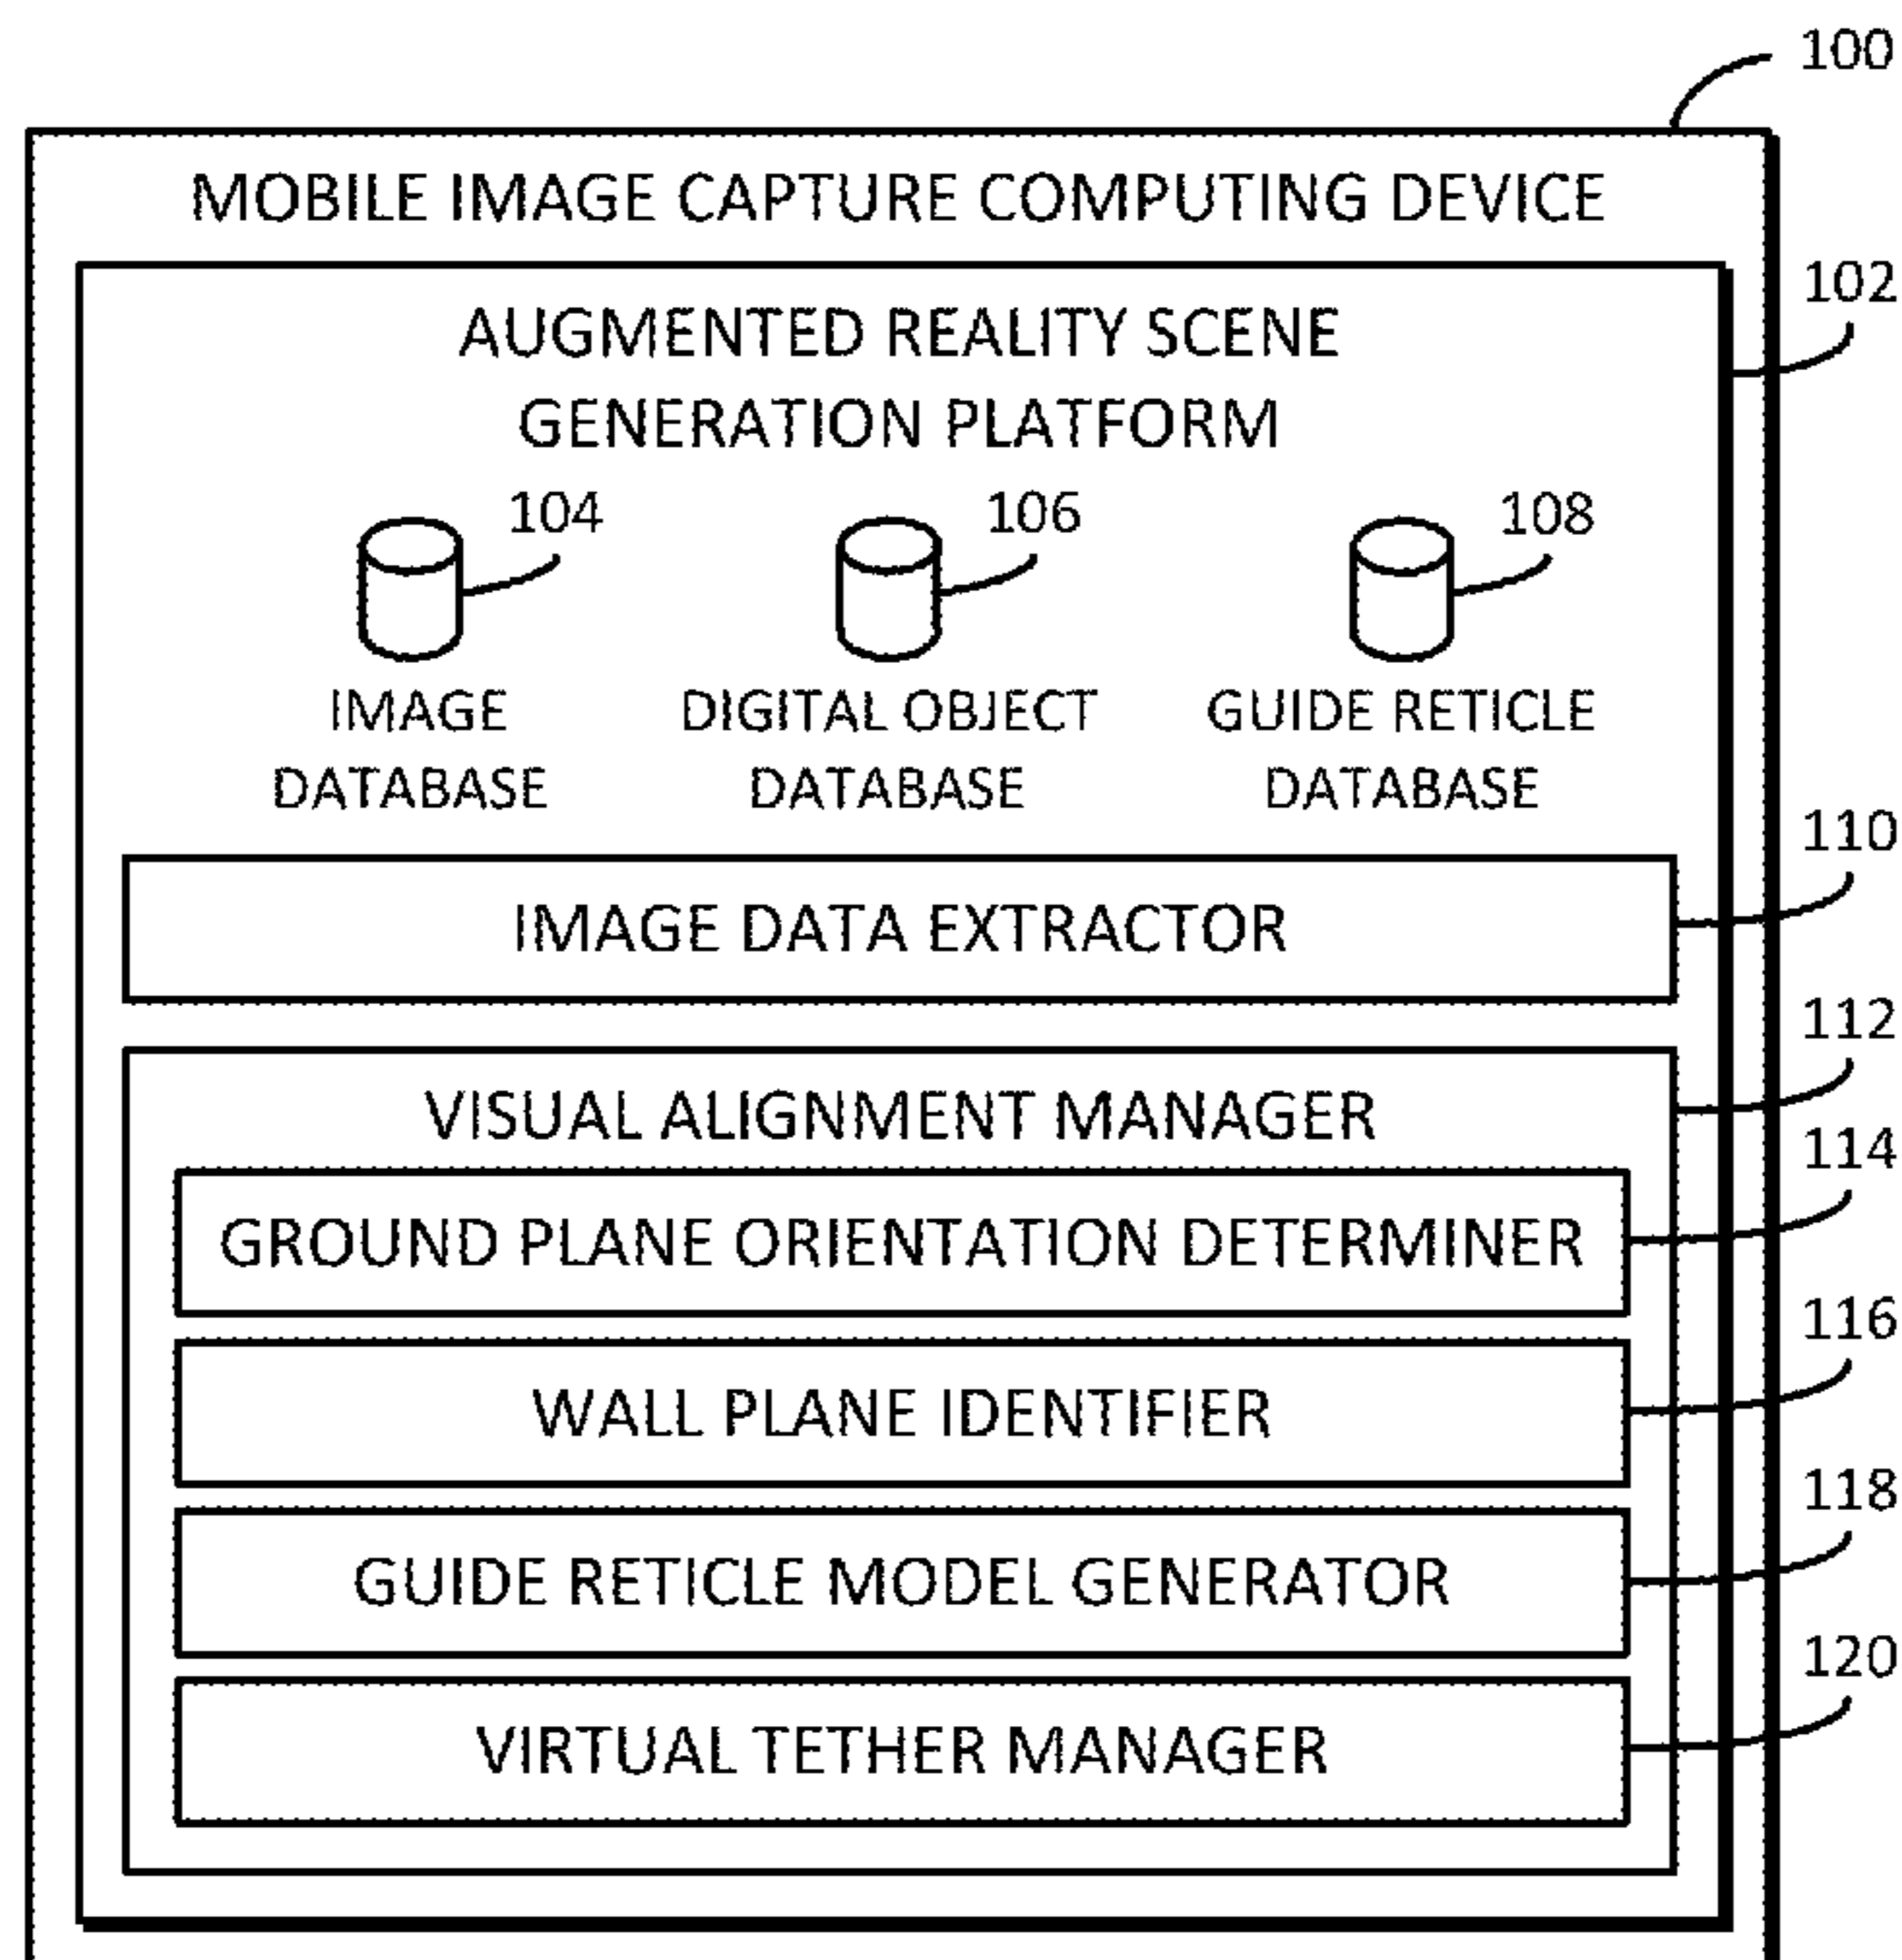 100
MOBILE IMAGE CAPTURE COMPUTING DEVICE
102
AUGMENTED REALITY SCENE
GENERATION PLATFORM
104
106
108
IMAGE
DATABASE
DIGITAL OBJECT
DATABASE
GUIDE RETICLE
DATABASE
110
IMAGE DATA EXTRACTOR
112
VISUAL ALIGNMENT MANAGER
114
GROUND PLANE ORIENTATION DETERMINER
116
WALL PLANE IDENTIFIER
118
GUIDE RETICLE MODEL GENERATOR
120
VIRTUAL TETHER MANAGER